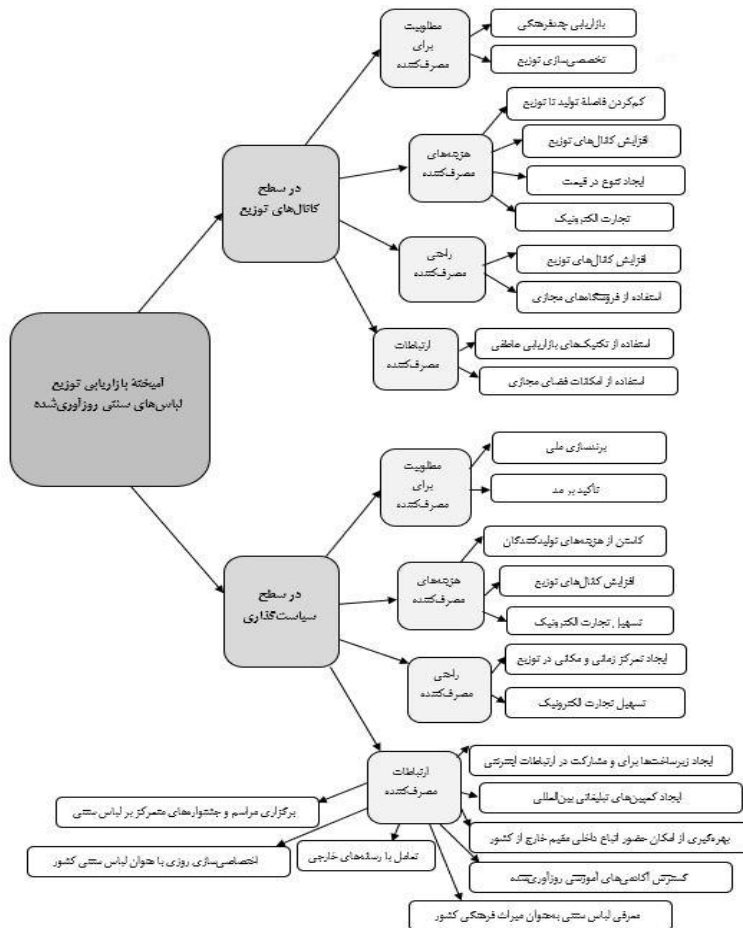 مطلوبیت
برای
مصرف‌کننده
بازاریابی چندفرهنگی
تخصصی‌سازی توزیع
در سطح
کانال‌های توزیع
هزینه‌های
مصرف‌کننده
کم‌کردن فاصلهٔ تولید تا توزیع
افزایش کانال‌های توزیع
ایجاد تنوع در قیمت
تجارت الکترونیک
راحتی
مصرف‌کننده
افزایش کانال‌های توزیع
استفاده از فروشگاه‌های مجازی
ارتباطات
مصرف‌کننده
استفاده از تکنیک‌های بازاریابی عاطفی
استفاده از امکانات فضای مجازی
آمیختهٔ بازاریابی توزیع
لباس‌های سنتی روزآوری‌شده
مطلوبیت
برای
مصرف‌کننده
برندسازی ملی
تأکید بر مد
در سطح
سیاست‌گذاری
هزینه‌های
مصرف‌کننده
کاستن از هزینه‌های تولیدکنندگان
افزایش کانال‌های توزیع
تسهیل تجارت الکترونیک
راحتی
مصرف‌کننده
ایجاد تمرکز زمانی و مکانی در توزیع
تسهیل تجارت الکترونیک
ارتباطات
مصرف‌کننده
ایجاد زیرساخت‌ها برای و مشارکت در ارتباطات اینترنتی
ایجاد کمپین‌های تبلیغاتی بین‌المللی
بهره‌گیری از امکان حضور اتباع داخلی مقیم خارج از کشور
گسترش آکادمی‌های آموزشی روزآوری‌شده
معرفی لباس سنتی به‌عنوان میراث فرهنگی کشور
تعامل با رسانه‌های خارجی
اختصاصی‌سازی روزی با عنوان لباس سنتی کشور
برگزاری مراسم و جشنواره‌های متمرکز بر لباس سنتی